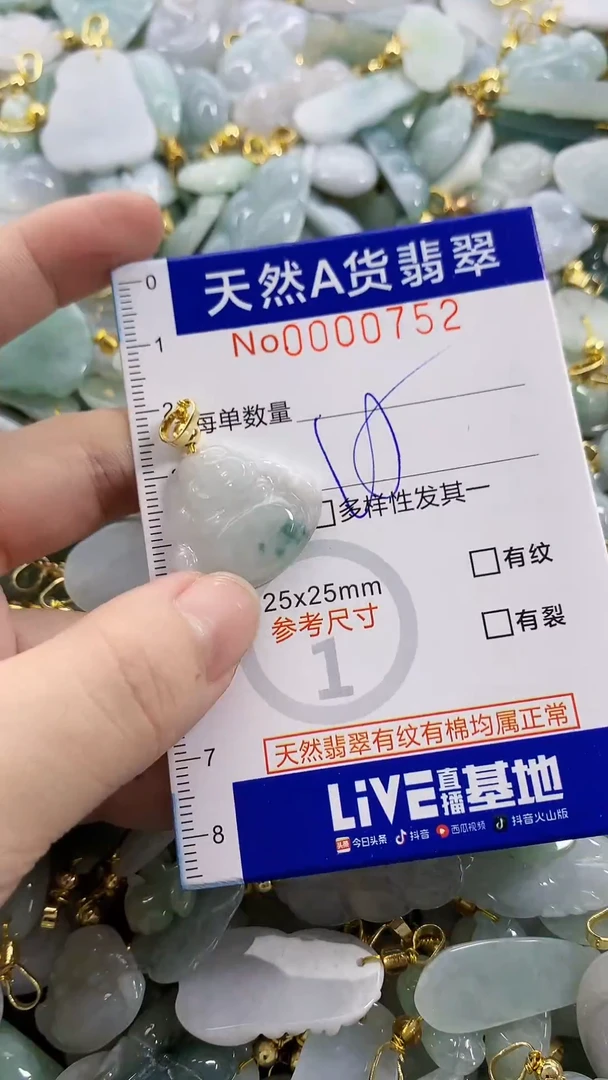 0
天然A货翡翠
No0000752
1
2
每单数量
多样性发其一
25x25mm
参考尺寸
1
有纹
有裂
天然翡翠有纹有棉均属正常
7
LiVE直播基地
8
头条 今日头条 抖音 西瓜视频 抖音火山版